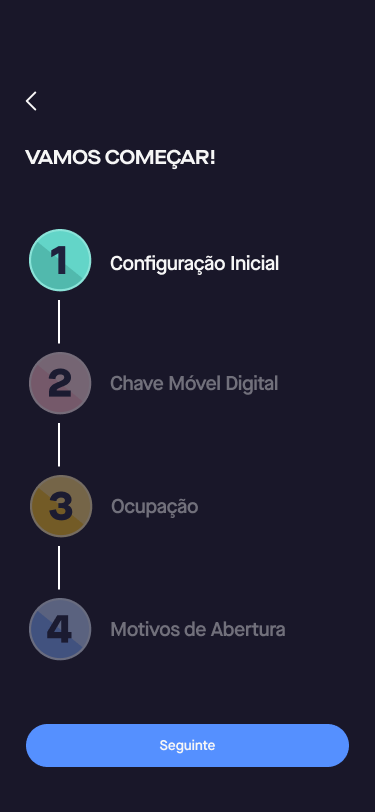 VAMOS COMEÇAR!
1 Configuração Inicial
2 Chave Móvel Digital
3 Ocupação
4 Motivos de Abertura
Seguinte